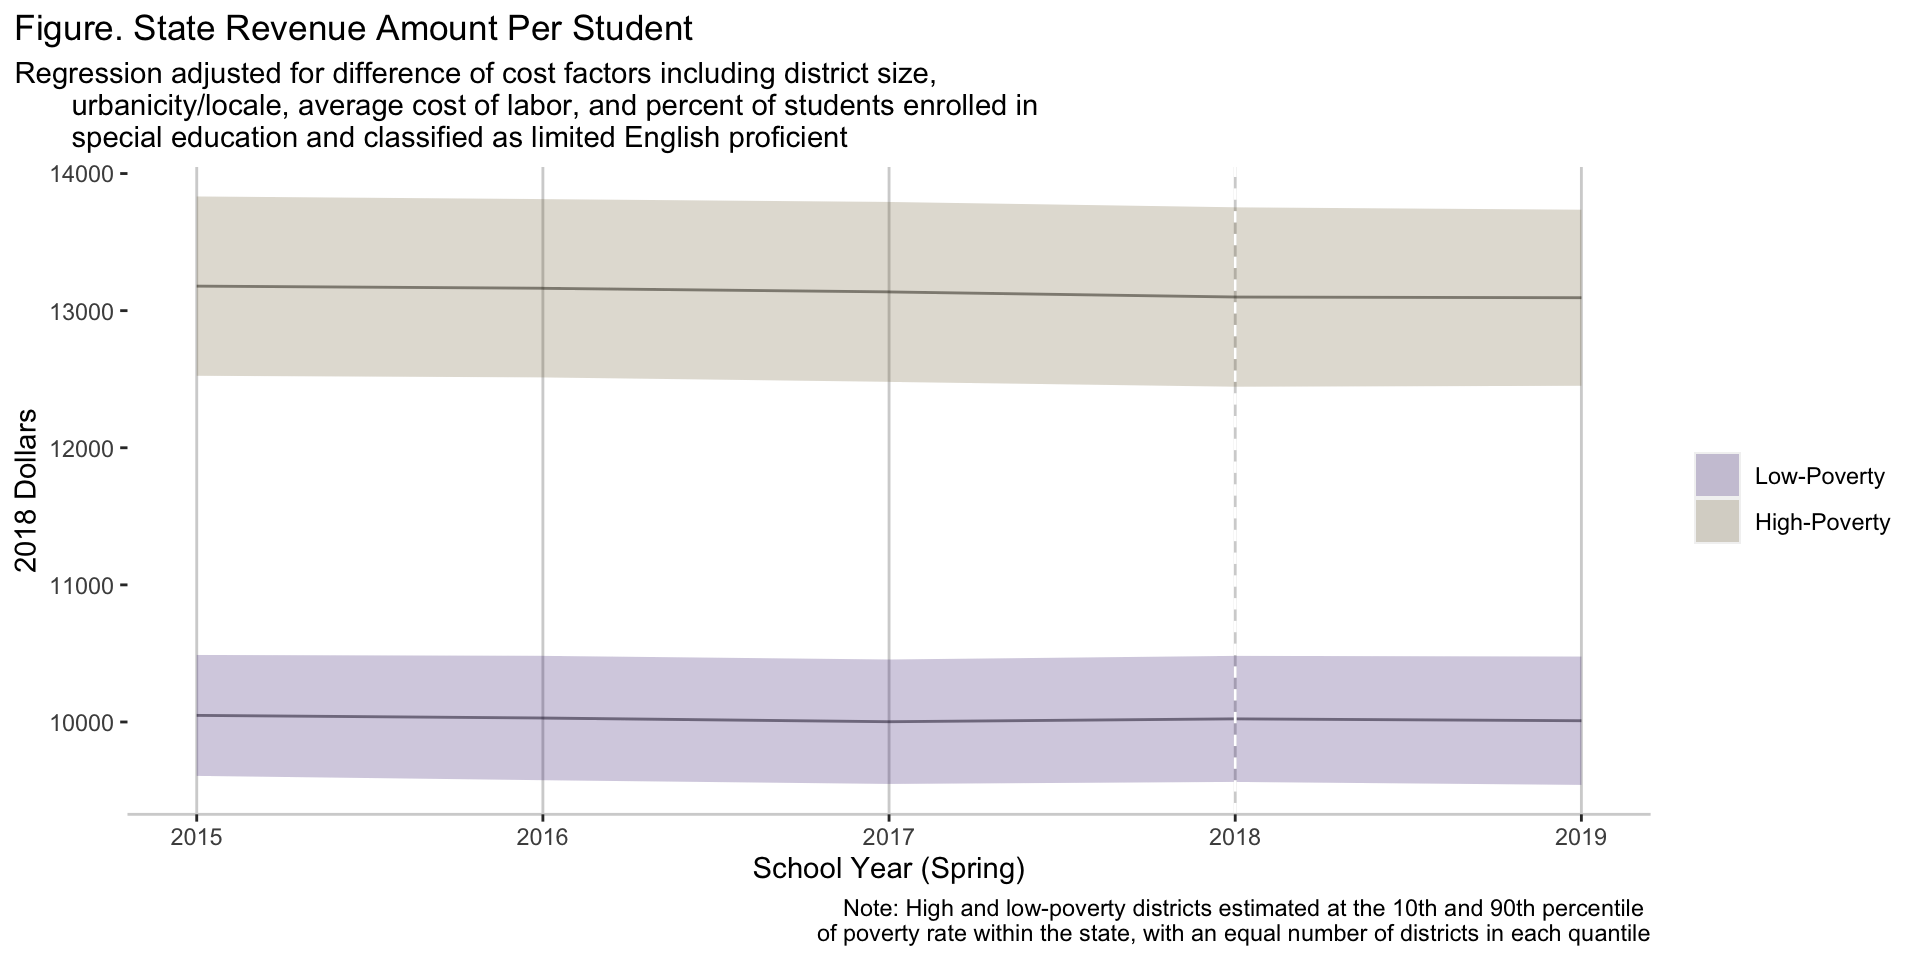 Figure. State Revenue Amount Per Student
Regression adjusted for difference of cost factors including district size,
urbanicity/locale, average cost of labor, and percent of students enrolled in
special education and classified as limited English proficient
14000
13000
12000
11000
10000
2018 Dollars
2015
2016
2017
2018
2019
School Year (Spring)
Low-Poverty
High-Poverty
Note: High and low-poverty districts estimated at the 10th and 90th percentile
of poverty rate within the state, with an equal number of districts in each quantile